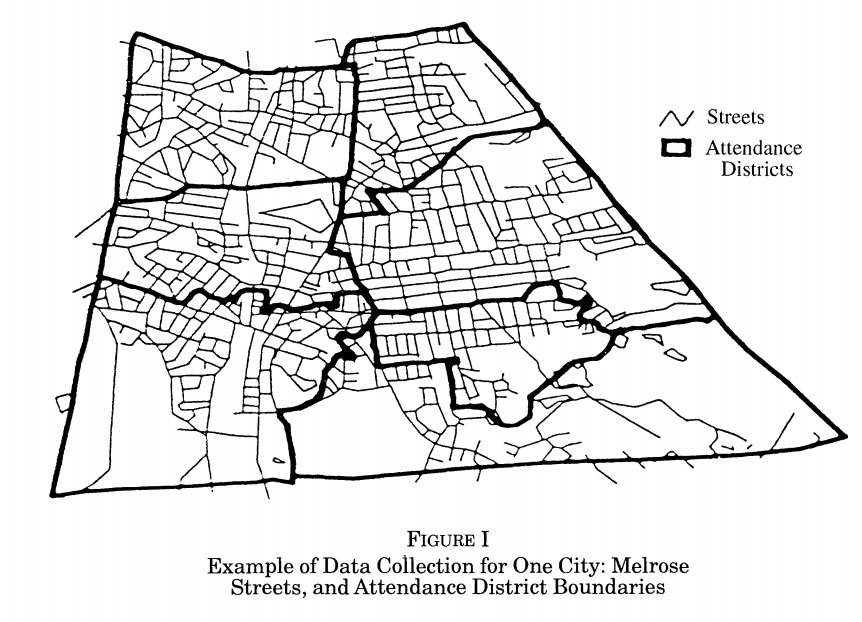 Streets
Attendance
Districts
FIGURE I
Example of Data Collection for One City: Melrose
Streets, and Attendance District Boundaries